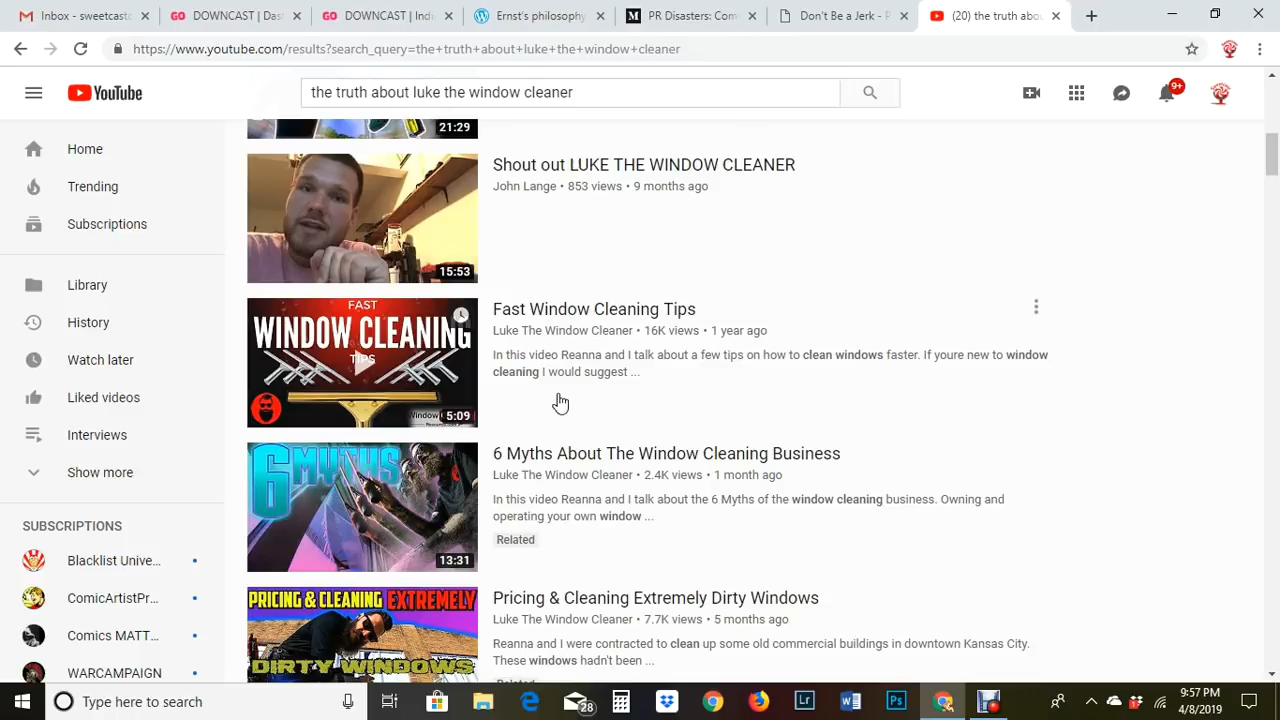 Inbox - sweetcast
DOWNCAST (Dast
DOWNCAST | Indi
Ernst's philosophy
PR Disasters: Com
Don't Be a Jerk - P
(20) the truth abou
https://www.youtube.com/results?search_query=the+truth+about+luke+the+window+cleaner
YouTube
the truth about luke the window cleaner
9+
Home
Trending
Subscriptions
Library
History
Watch later
Liked videos
Interviews
Show more
SUBSCRIPTIONS
Blacklist Unive...
ComicArtistPr...
Comics MATT...
WARCAMPAIGN
21:29
15:53
Shout out LUKE THE WINDOW CLEANER
John Lange • 853 views • 9 months ago
FAST
WINDOW CLEANING
TIPS
5:09
Fast Window Cleaning Tips
Luke The Window Cleaner • 16K views • 1 year ago
In this video Reanna and I talk about a few tips on how to clean windows faster. If youre new to window
cleaning I would suggest ...
6 MYTHS
13:31
6 Myths About The Window Cleaning Business
Luke The Window Cleaner • 2.4K views • 1 month ago
In this video Reanna and I talk about the 6 Myths of the window cleaning business. Owning and
operating your own window ...
Related
PRICING & CLEANING EXTREMELY
DIRTY WINDOWS
Pricing & Cleaning Extremely Dirty Windows
Luke The Window Cleaner • 7.7K views • 5 months ago
Reanna and I were contracted to clean up some old commercial buildings in downtown Kansas City.
These windows hadn't been ...
Related
Type here to search
28
Lr
Ps
9:57 PM
4/8/2019